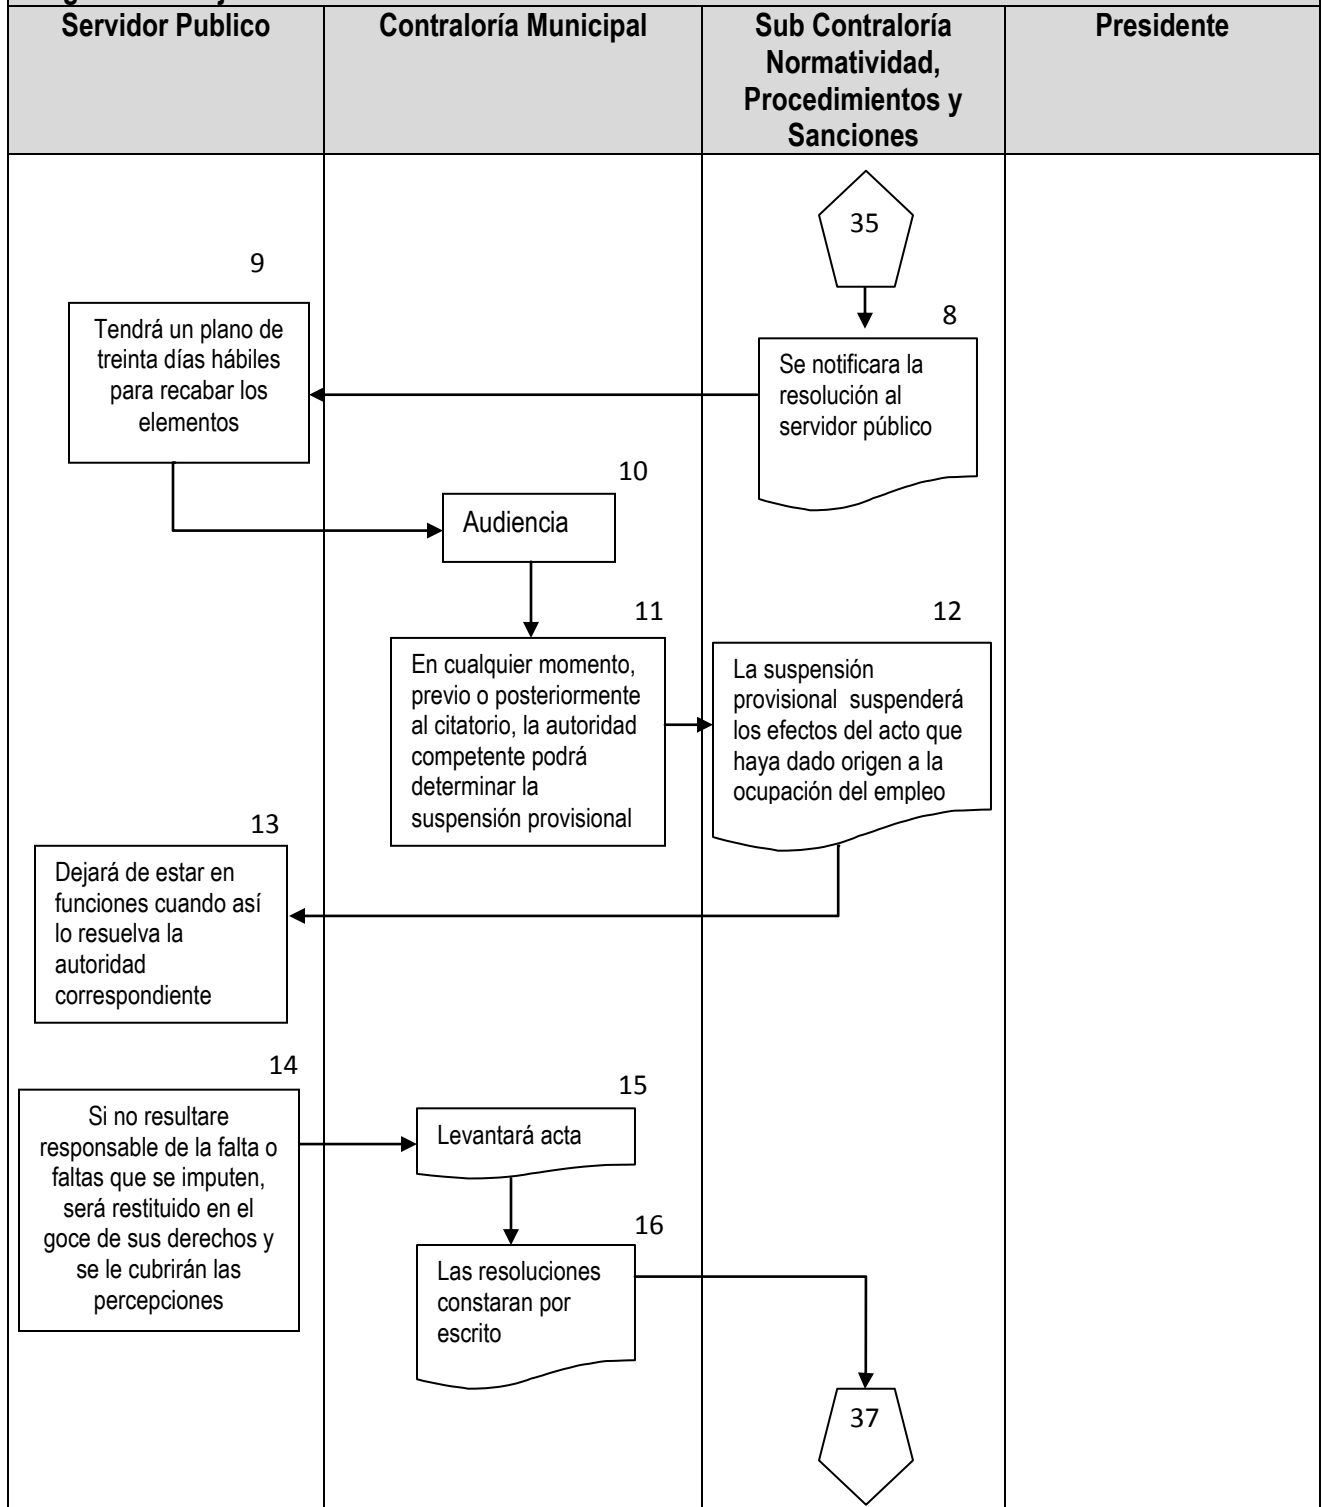 Servidor Publico
Contraloría Municipal
Sub Contraloría
Normatividad,
Procedimientos y
Sanciones
Presidente
35
8
Se notificara la
resolución al
servidor público
9
Tendrá un plano de
treinta días hábiles
para recabar los
elementos
10
Audiencia
11
En cualquier momento,
previo o posteriormente
al citatorio, la autoridad
competente podrá
determinar la
suspensión provisional
12
La suspensión
provisional suspenderá
los efectos del acto que
haya dado origen a la
ocupación del empleo
13
Dejará de estar en
funciones cuando así
lo resuelva la
autoridad
correspondiente
14
Si no resultare
responsable de la falta o
faltas que se imputen,
será restituido en el
goce de sus derechos y
se le cubrirán las
percepciones
15
Levantará acta
16
Las resoluciones
constaran por
escrito
37